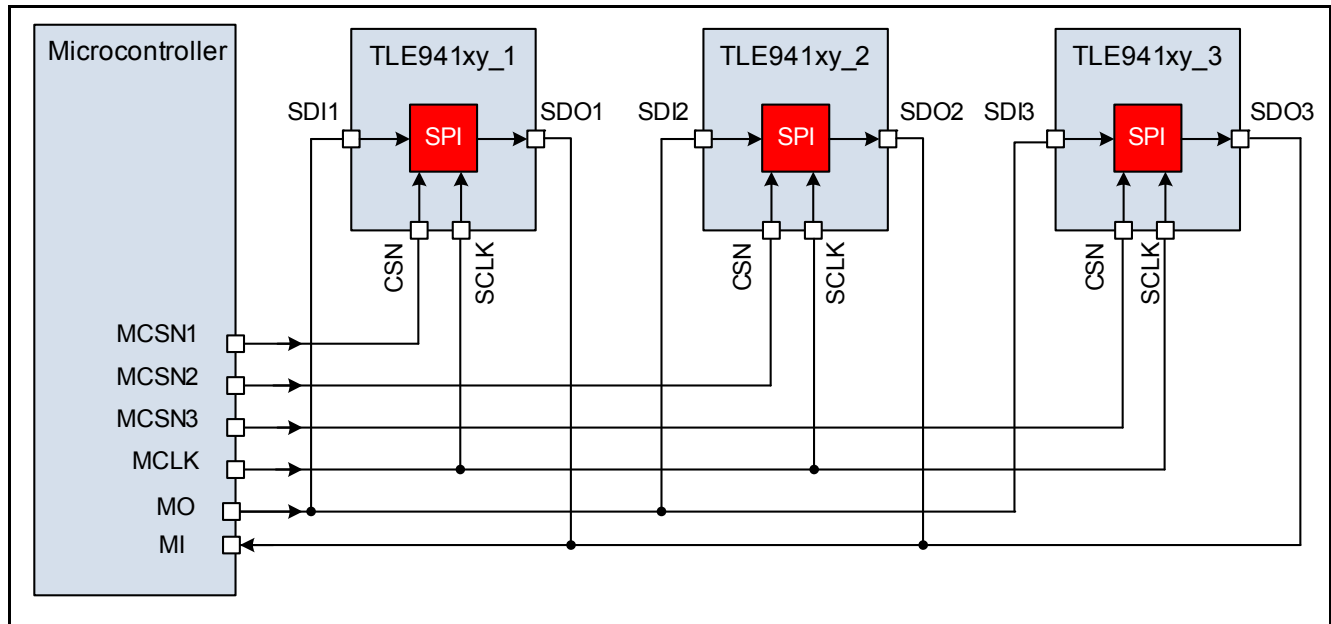 Microcontroller
TLE941xy_1
TLE941xy_2
TLE941xy_3
SDI1
SPI
SDO1
SDI2
SPI
SDO2
SDI3
SPI
SDO3
CSN
SCLK
CSN
SCLK
CSN
SCLK
MCSN1
MCSN2
MCSN3
MCLK
MO
MI